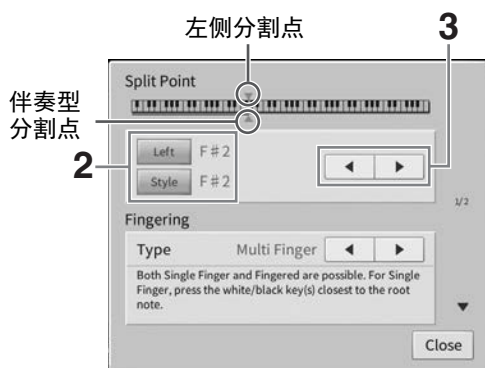 左侧分割点
3
Split Point
伴奏型
分割点
2
Left F#2
Style F#2
1/2
Fingering
Type Multi Finger
Both Single Finger and Fingered are possible. For Single
Finger, press the white/black key(s) closest to the root
note.
Close